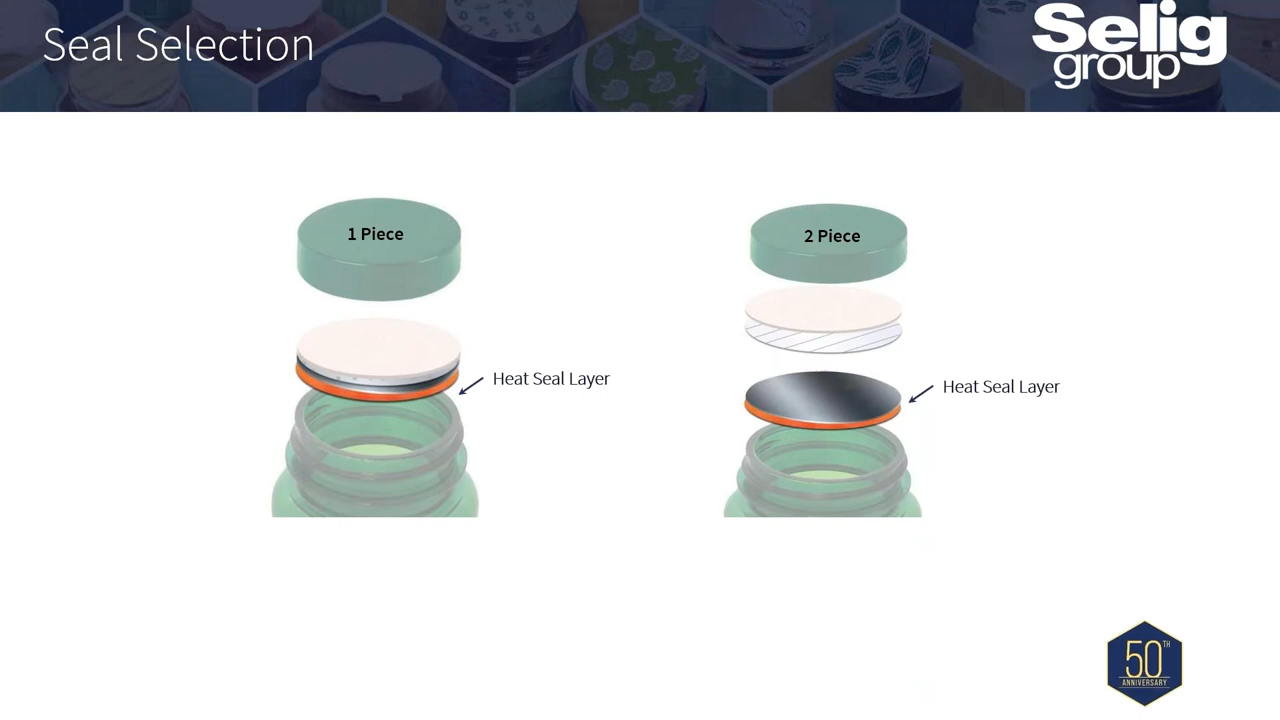 Seal Selection
Selig
group
1 Piece
2 Piece
Heat Seal Layer
Heat Seal Layer
50TH
ANNIVERSARY